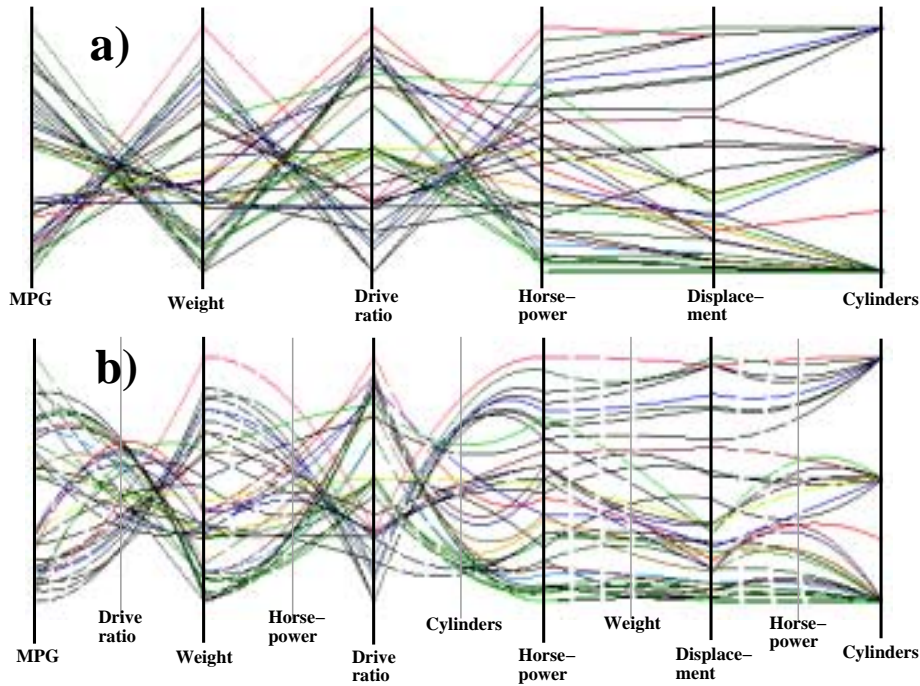 a)
MPG
Weight
Drive
ratio
Horse–
power
Displace–
ment
Cylinders
b)
Drive
ratio
Horse–
power
Cylinders
Weight
Horse–
power
MPG
Weight
Drive
ratio
Horse–
power
Displace–
ment
Cylinders